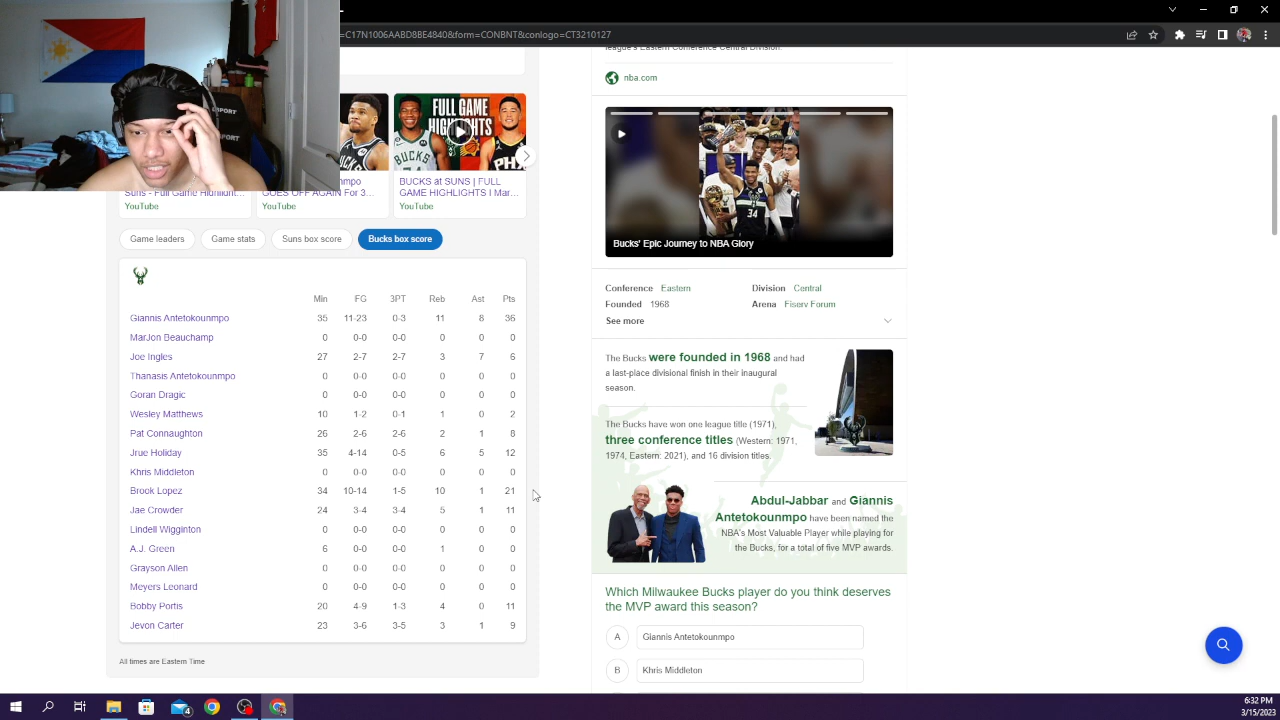 =C17N1006AABD8BE4840&form=CONBNT&conlogo=CT3210127
league's Eastern Conference Central Division.
nba.com
FULL GAME
HIGHLIGHTS
BUCKS
Suns - Full Game Highlight...
YouTube
GOES OFF AGAIN For 3...
YouTube
BUCKS at SUNS | FULL
GAME HIGHLIGHTS I Mar...
YouTube
Bucks' Epic Journey to NBA Glory
Game leaders Game stats Suns box score Bucks box score
Min FG 3PT Reb Ast Pts
Giannis Antetokounmpo 35 11-23 0-3 11 8 36
MarJon Beauchamp 0 0-0 0-0 0 0 0
Joe Ingles 27 2-7 2-7 3 7 6
Thanasis Antetokounmpo 0 0-0 0-0 0 0 0
Goran Dragic 0 0-0 0-0 0 0 0
Wesley Matthews 10 1-2 0-1 1 0 2
Pat Connaughton 26 2-6 2-6 2 1 8
Jrue Holiday 35 4-14 0-5 6 5 12
Khris Middleton 0 0-0 0-0 0 0 0
Brook Lopez 34 10-14 1-5 10 1 21
Jae Crowder 24 3-4 3-4 5 1 11
Lindell Wigginton 0 0-0 0-0 0 0 0
A.J. Green 6 0-0 0-0 1 0 0
Grayson Allen 0 0-0 0-0 0 0 0
Meyers Leonard 0 0-0 0-0 0 0 0
Bobby Portis 20 4-9 1-3 4 0 11
Jevon Carter 23 3-6 3-5 3 1 9
All times are Eastern Time
Conference Eastern Division Central
Founded 1968 Arena Fiserv Forum
See more
The Bucks were founded in 1968 and had
a last-place divisional finish in their inaugural
season.
The Bucks have won one league title (1971),
three conference titles (Western: 1971,
1974, Eastern: 2021), and 16 division titles.
Abdul-Jabbar and Giannis
Antetokounmpo have been named the
NBA's Most Valuable Player while playing for
the Bucks, for a total of five MVP awards.
Which Milwaukee Bucks player do you think deserves
the MVP award this season?
A Giannis Antetokounmpo
B Khris Middleton
6:32 PM
3/15/2023